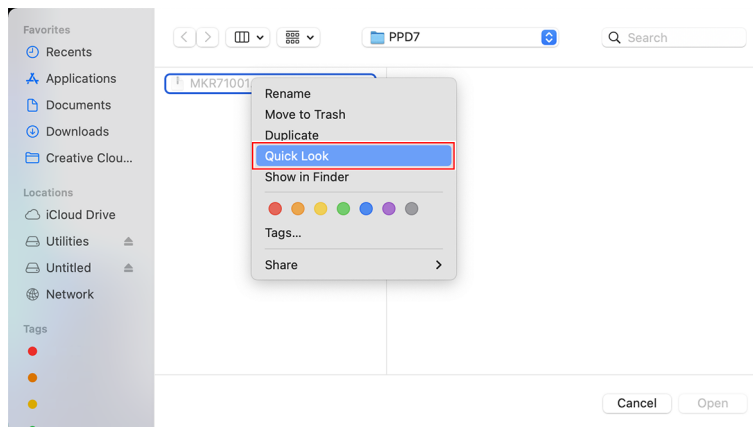 Favorites
Recents
Applications
Documents
Downloads
Creative Clou...
Locations
iCloud Drive
Utilities
Untitled
Network
Tags
PPD7
Search
MKR71001
Rename
Move to Trash
Duplicate
Quick Look
Show in Finder
Tags...
Share
Cancel
Open